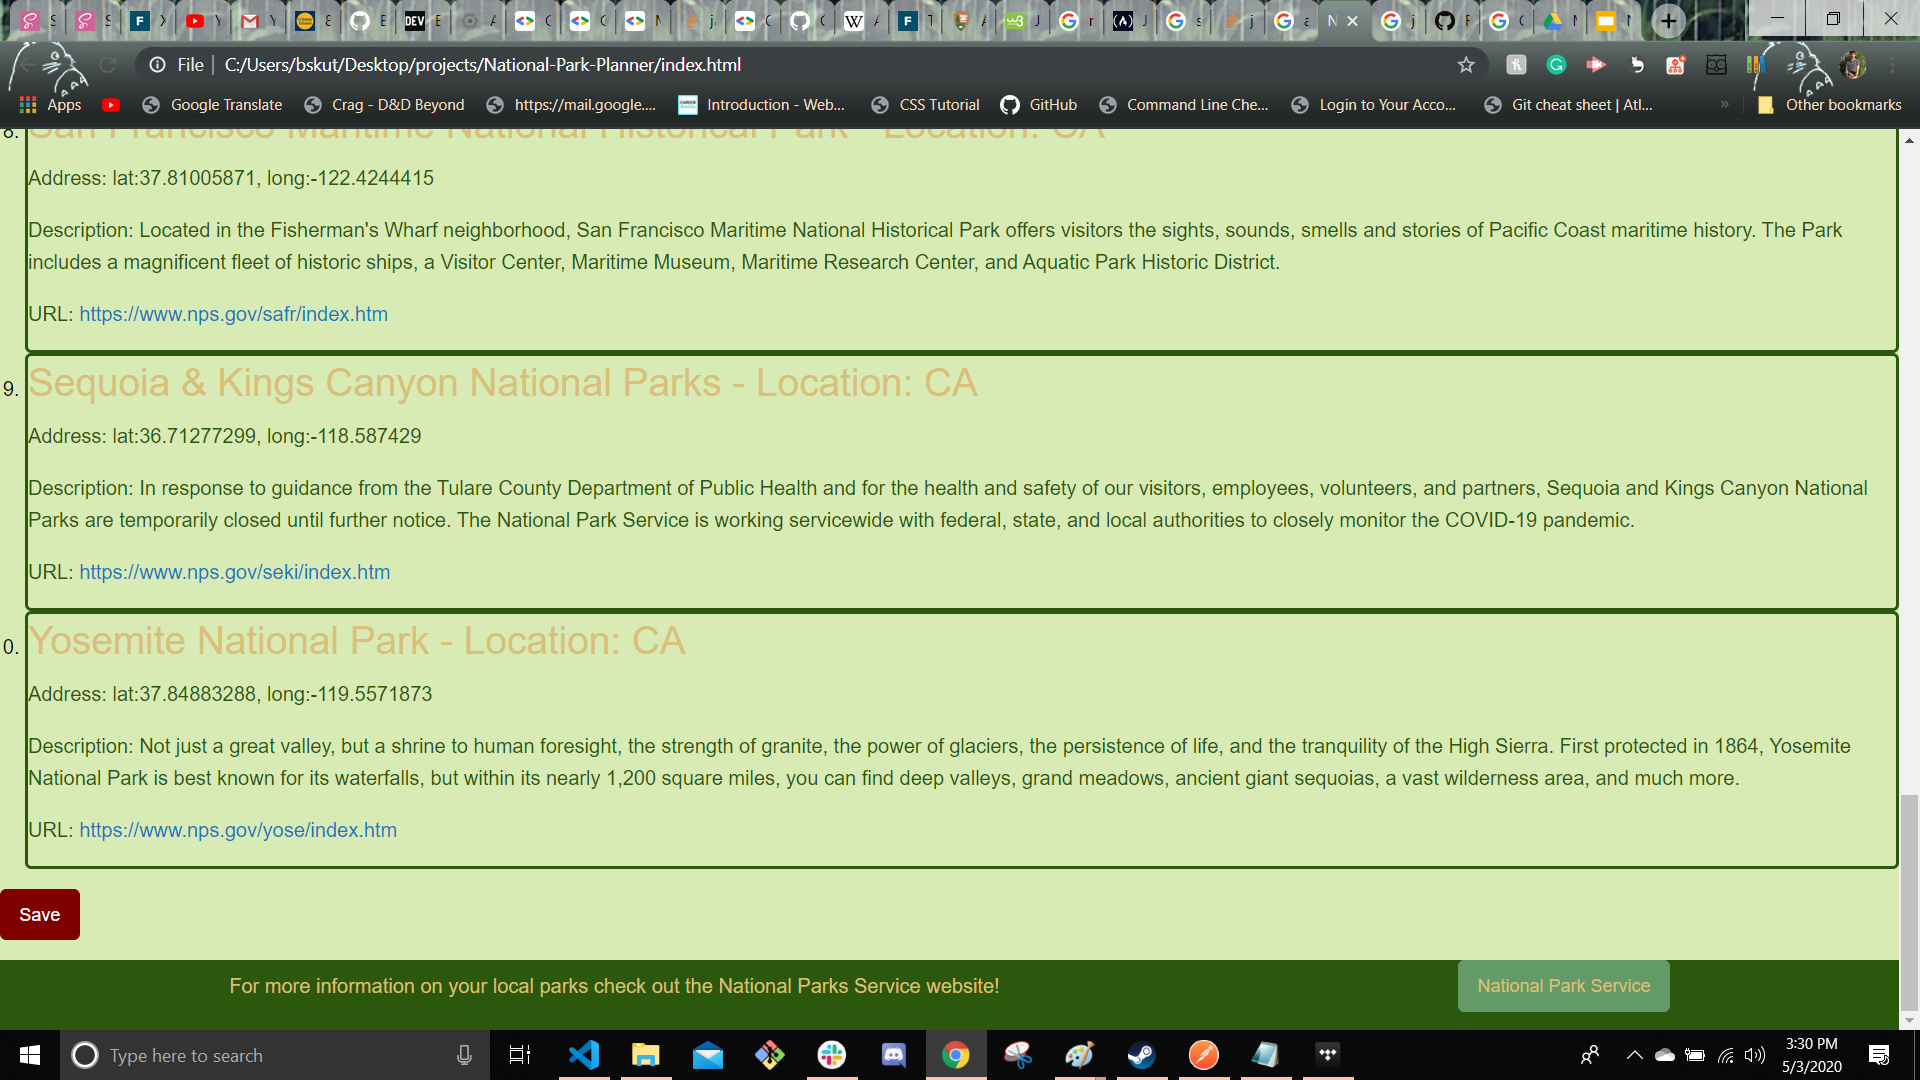 File
C:/Users/bskut/Desktop/projects/National-Park-Planner/index.html
Apps
Google Translate
Crag - D&D Beyond
https://mail.google....
Introduction - Web...
CSS Tutorial
GitHub
Command Line Che...
Login to Your Acco...
Git cheat sheet | Atl...
»
Other bookmarks
8. San Francisco Maritime National Historical Park - Location: CA
Address: lat:37.81005871, long:-122.4244415
Description: Located in the Fisherman's Wharf neighborhood, San Francisco Maritime National Historical Park offers visitors the sights, sounds, smells and stories of Pacific Coast maritime history. The Park
includes a magnificent fleet of historic ships, a Visitor Center, Maritime Museum, Maritime Research Center, and Aquatic Park Historic District.
URL: https://www.nps.gov/safr/index.htm
9. Sequoia & Kings Canyon National Parks - Location: CA
Address: lat:36.71277299, long:-118.587429
Description: In response to guidance from the Tulare County Department of Public Health and for the health and safety of our visitors, employees, volunteers, and partners, Sequoia and Kings Canyon National
Parks are temporarily closed until further notice. The National Park Service is working servicewide with federal, state, and local authorities to closely monitor the COVID-19 pandemic.
URL: https://www.nps.gov/seki/index.htm
0. Yosemite National Park - Location: CA
Address: lat:37.84883288, long:-119.5571873
Description: Not just a great valley, but a shrine to human foresight, the strength of granite, the power of glaciers, the persistence of life, and the tranquility of the High Sierra. First protected in 1864, Yosemite
National Park is best known for its waterfalls, but within its nearly 1,200 square miles, you can find deep valleys, grand meadows, ancient giant sequoias, a vast wilderness area, and much more.
URL: https://www.nps.gov/yose/index.htm
Save
For more information on your local parks check out the National Parks Service website!
National Park Service
Type here to search
3:30 PM
5/3/2020